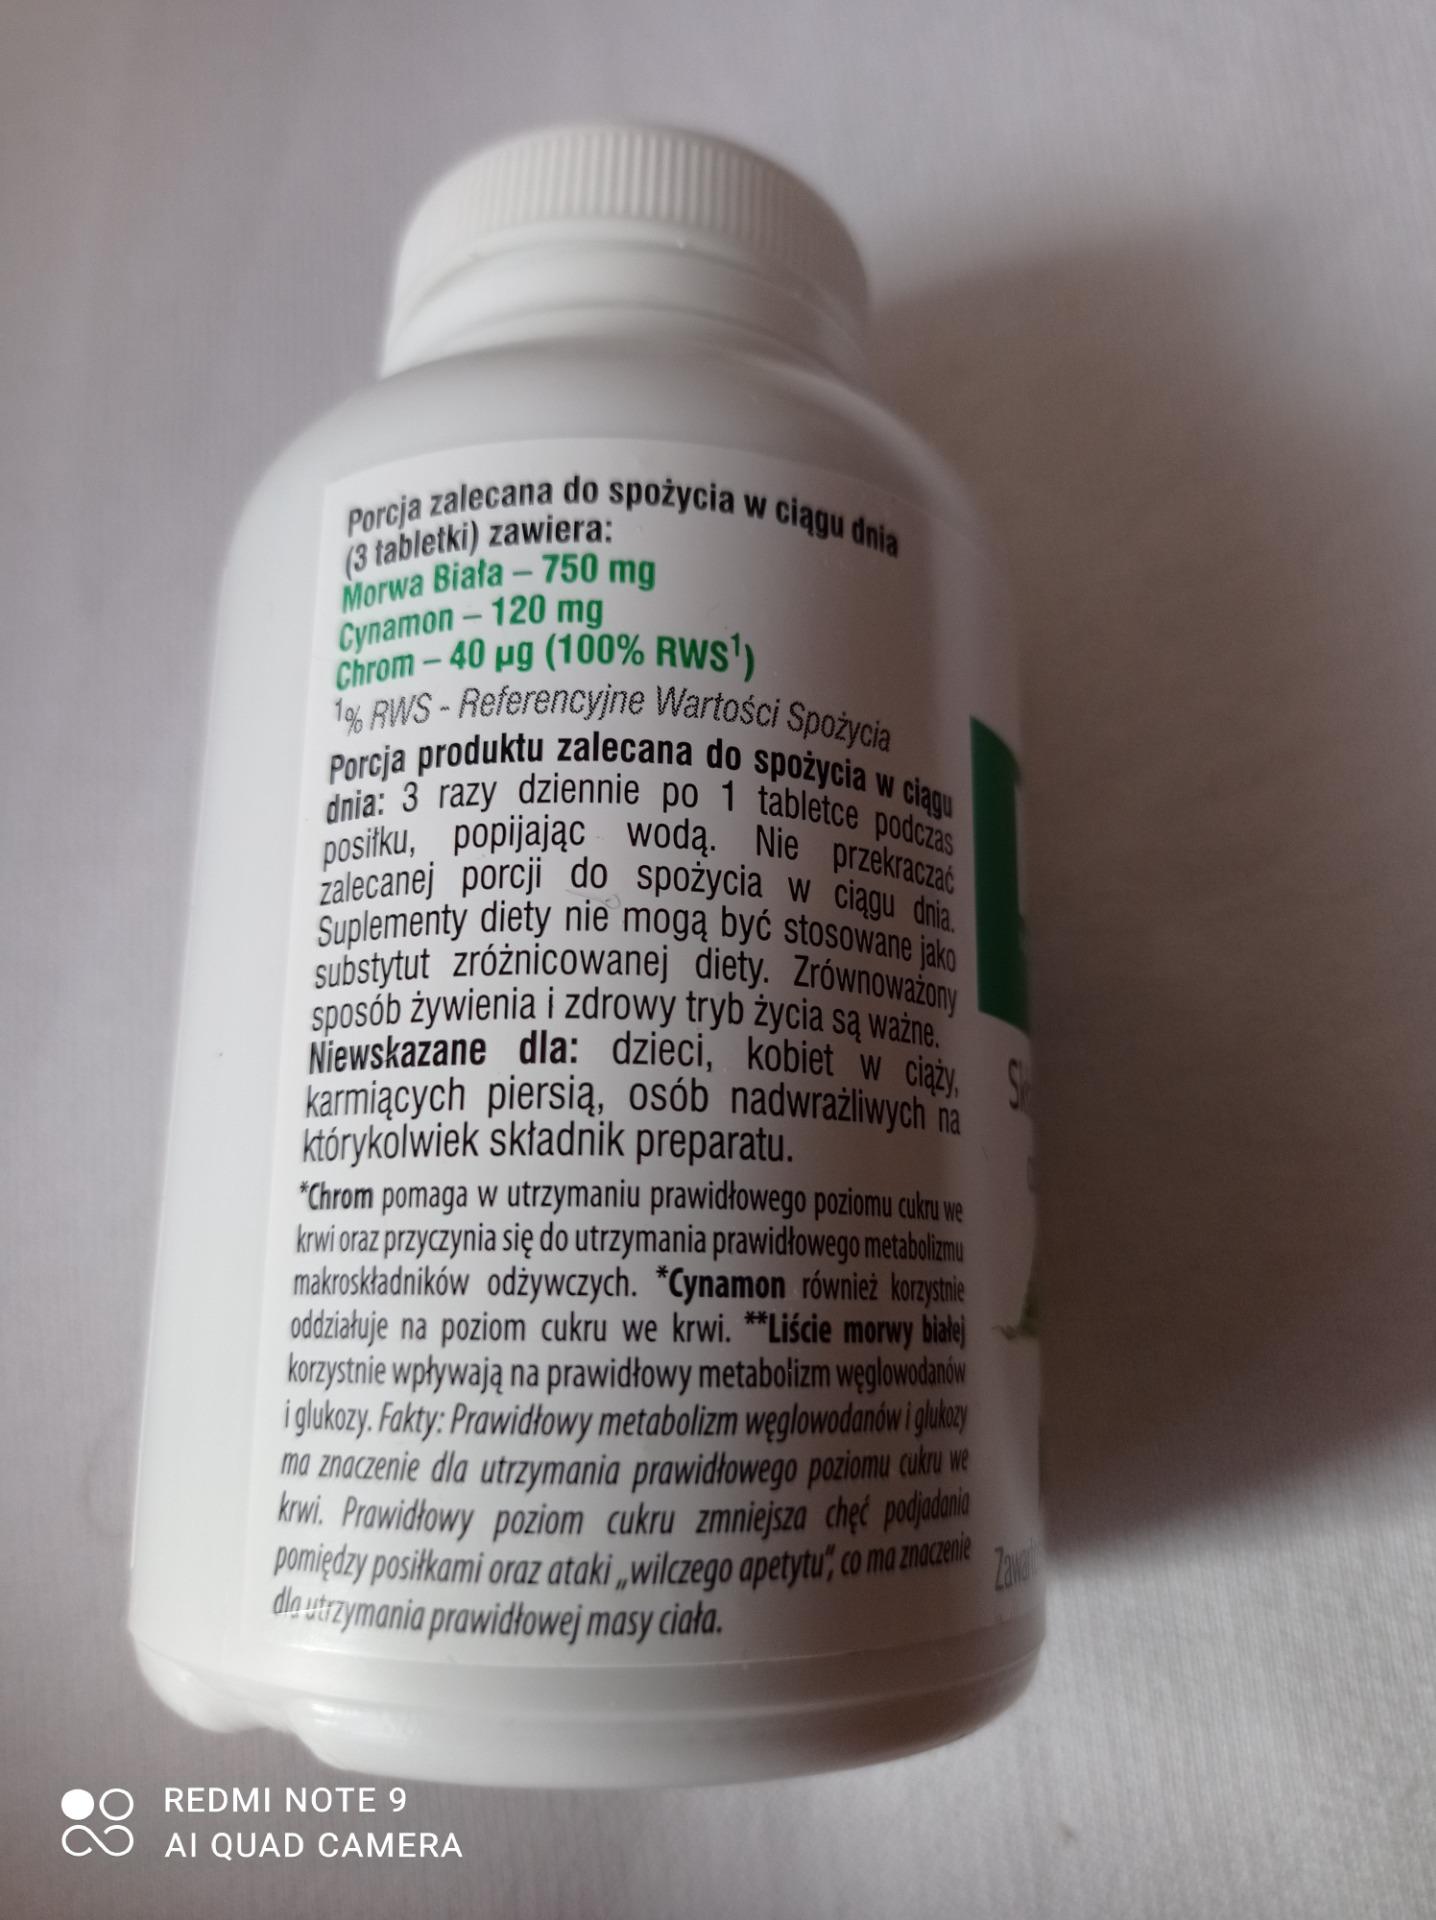 Porcja zalecana do spożycia w ciągu dnia
(3 tabletki) zawiera:
Morwa Biała – 750 mg
Cynamon – 120 mg
Chrom – 40 µg (100% RWS¹)
¹% RWS - Referencyjne Wartości Spożycia
Porcja produktu zalecana do spożycia w ciągu
dnia: 3 razy dziennie po 1 tabletce podczas
posiłku, popijając wodą. Nie przekraczać
zalecanej porcji do spożycia w ciągu dnia.
Suplementy diety nie mogą być stosowane jako
substytut zróżnicowanej diety. Zrównoważony
sposób żywienia i zdrowy tryb życia są ważne.
Niewskazane dla: dzieci, kobiet w ciąży,
karmiących piersią, osób nadwrażliwych na
którykolwiek składnik preparatu.
*Chrom pomaga w utrzymaniu prawidłowego poziomu cukru we
krwi oraz przyczynia się do utrzymania prawidłowego metabolizmu
makroskładników odżywczych. *Cynamon również korzystnie
oddziałuje na poziom cukru we krwi. **Liście morwy białej
korzystnie wpływają na prawidłowy metabolizm węglowodanów
i glukozy. Fakty: Prawidłowy metabolizm węglowodanów i glukozy
ma znaczenie dla utrzymania prawidłowego poziomu cukru we
krwi. Prawidłowy poziom cukru zmniejsza chęć podjadania
pomiędzy posiłkami oraz ataki „wilczego apetytu”, co ma znaczenie
dla utrzymania prawidłowej masy ciała.
REDMI NOTE 9
AI QUAD CAMERA